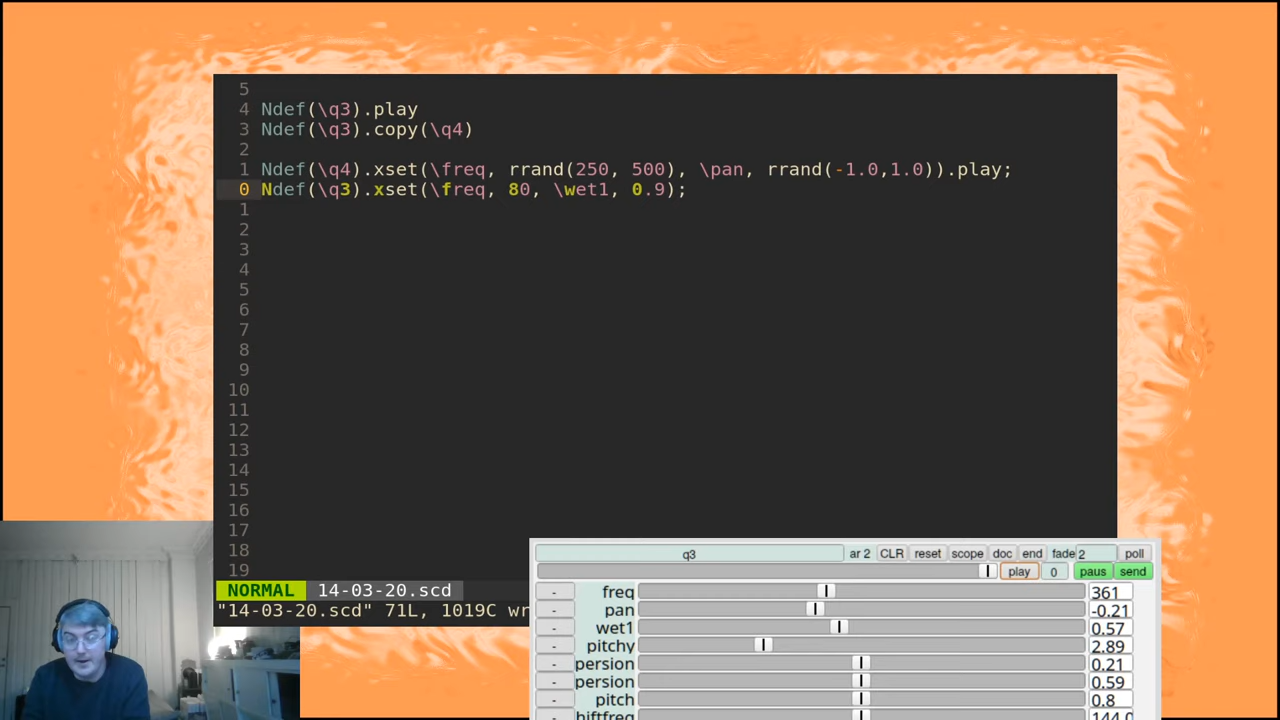 5
4 Ndef(\q3).play
3 Ndef(\q3).copy(\q4)
2
1 Ndef(\q4).xset(\freq, rrand(250, 500), \pan, rrand(-1.0,1.0)).play;
0 Ndef(\q3).xset(\freq, 80, \wet1, 0.9);
1
2
3
4
5
6
7
8
9
10
11
12
13
14
15
16
17
18
19
NORMAL 14-03-20.scd
"14-03-20.scd" 71L, 1019C wr
q3 ar 2 CLR reset scope doc end fade 2 poll
play 0 paus send
- freq 361
- pan -0.21
- wet1 0.57
- pitchy 2.89
- persion 0.21
- persion 0.59
- pitch 0.8
- hiftfreq 144.0